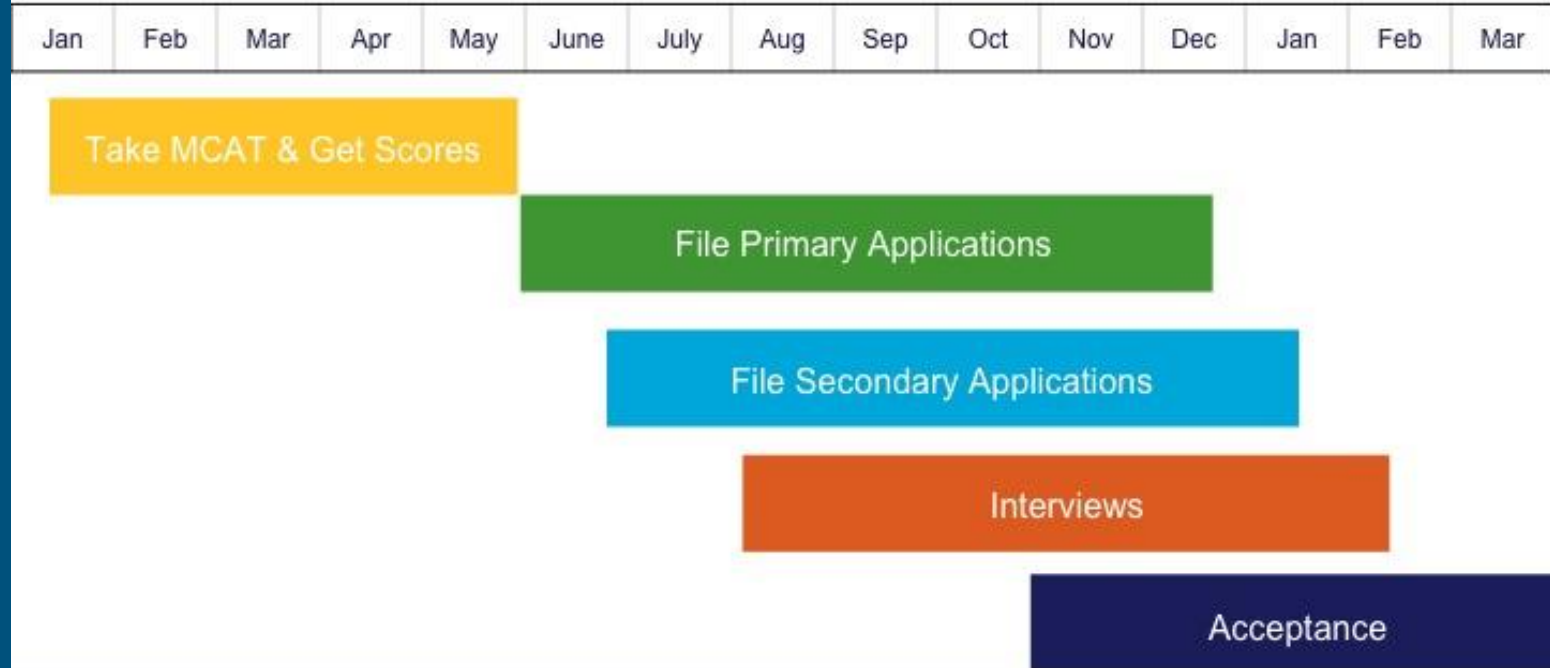 Jan Feb Mar Apr May June July Aug Sep Oct Nov Dec Jan Feb Mar
Take MCAT & Get Scores
File Primary Applications
File Secondary Applications
Interviews
Acceptance